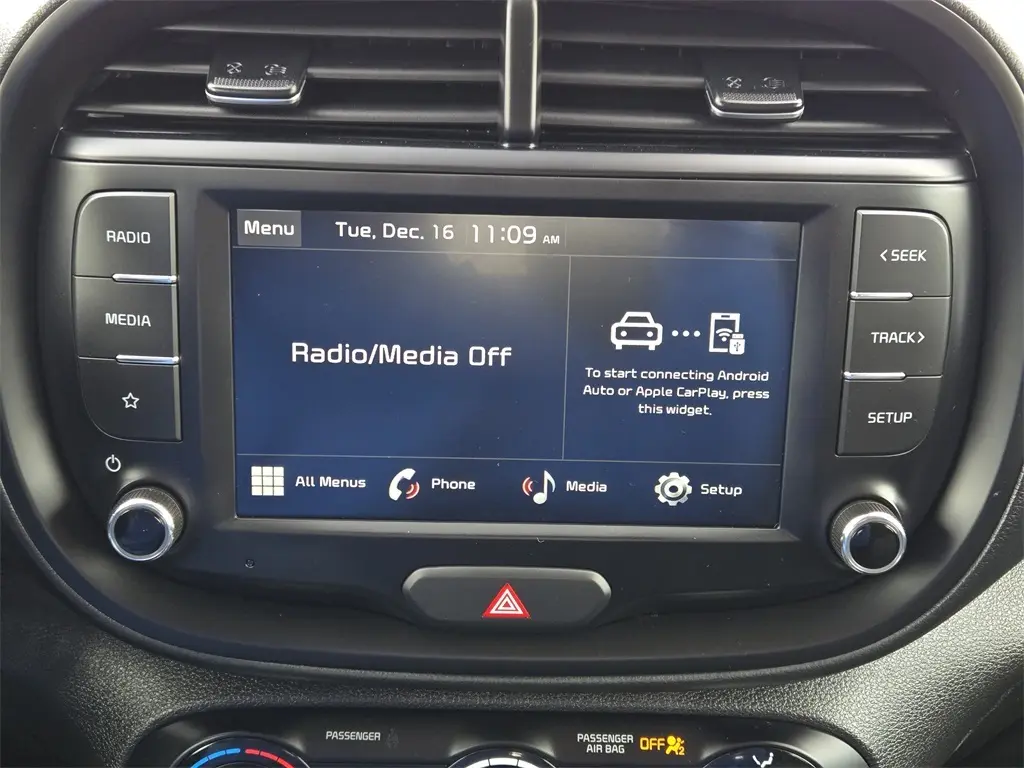 Menu
Tue, Dec. 16
11:09 AM
RADIO
MEDIA
< SEEK
TRACK >
SETUP
Radio/Media Off
To start connecting Android
Auto or Apple CarPlay, press
this widget.
All Menus
Phone
Media
Setup
PASSENGER
PASSENGER
AIR BAG
OFF